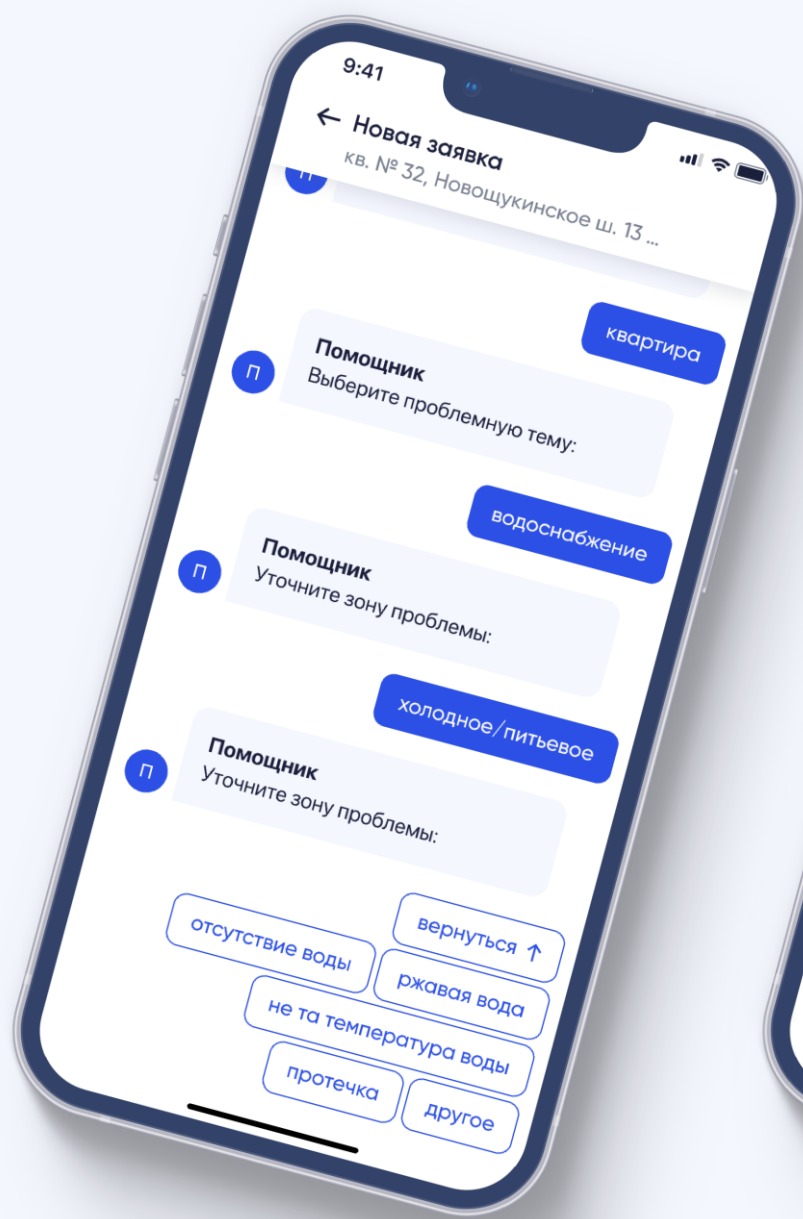 9:41
← Новая заявка
кв. № 32, Новощукинское ш. 13 ...
П
квартира
Помощник
П
Выберите проблемную тему:
водоснабжение
Помощник
П
Уточните зону проблемы:
холодное/питьевое
Помощник
П
Уточните зону проблемы:
вернуться ↑
отсутствие воды
ржавая вода
не та температура воды
протечка
другое